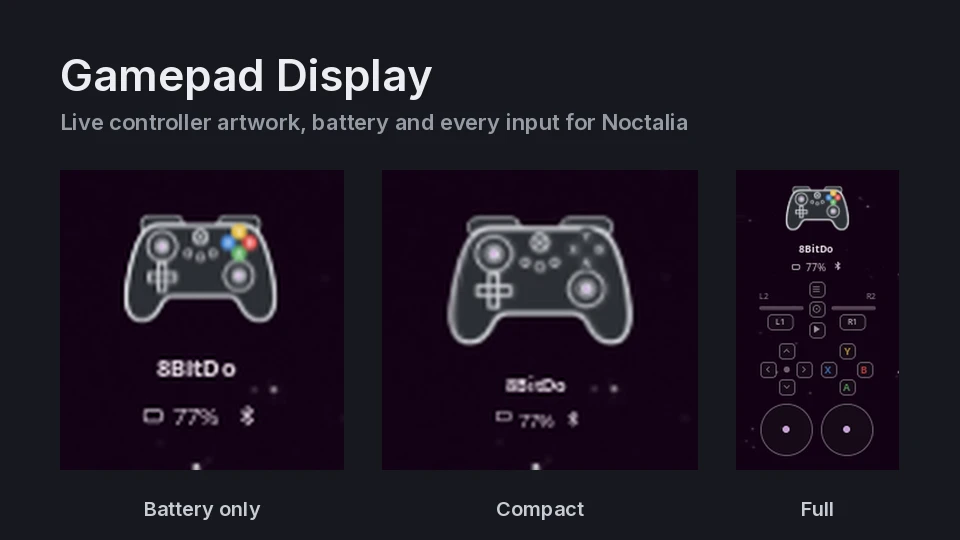 Gamepad Display
Live controller artwork, battery and every input for Noctalia
8BitDo
77%
Battery only
8BitDo
77%
Compact
8BitDo
77%
L2
R2
L1
R1
Y
X
B
A
Full